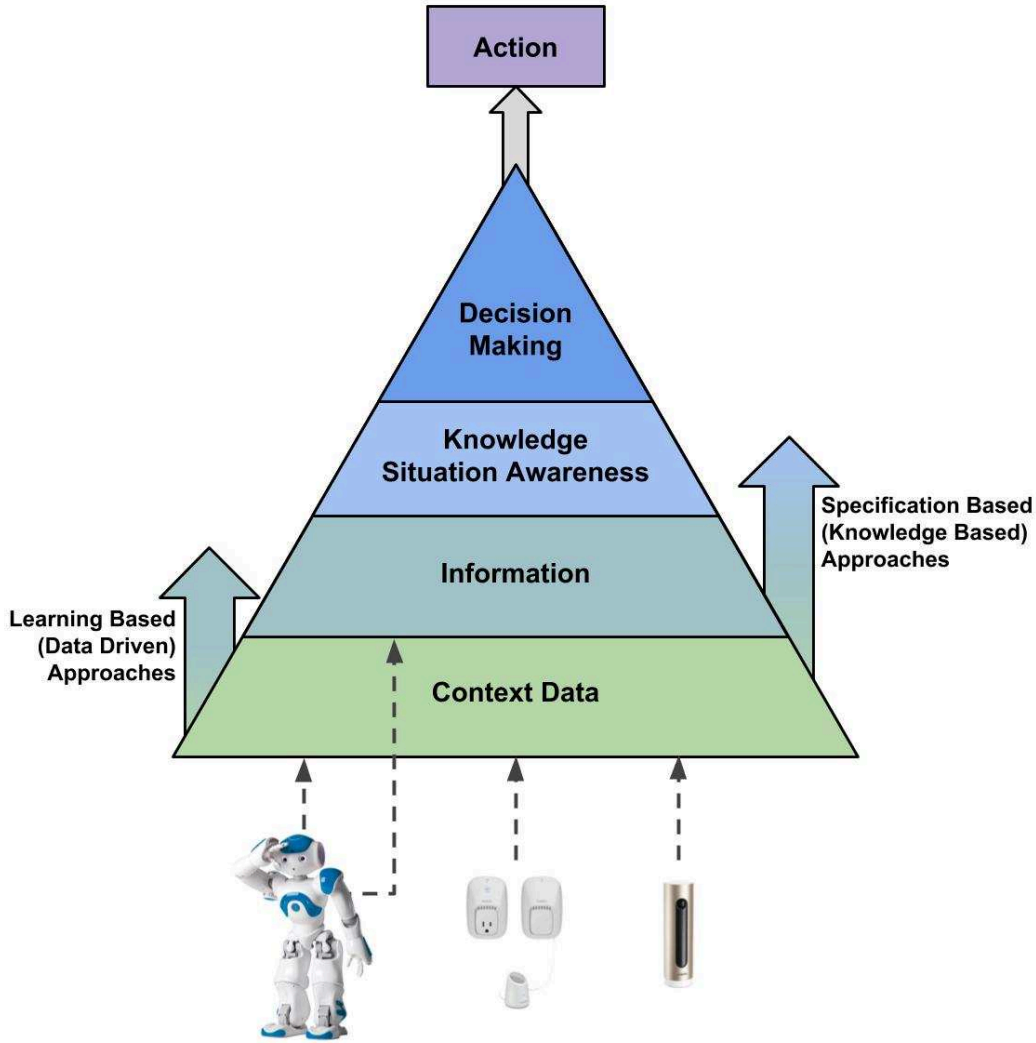 Action
Decision
Making
Knowledge
Situation Awareness
Specification Based
(Knowledge Based)
Approaches
Information
Learning Based
(Data Driven)
Approaches
Context Data